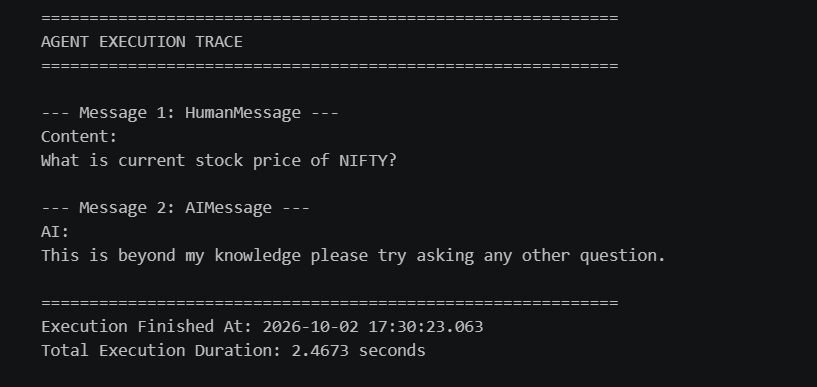 ============================================================
AGENT EXECUTION TRACE
============================================================
--- Message 1: HumanMessage ---
Content:
What is current stock price of NIFTY?
--- Message 2: AIMessage ---
AI:
This is beyond my knowledge please try asking any other question.
============================================================
Execution Finished At: 2026-10-02 17:30:23.063
Total Execution Duration: 2.4673 seconds